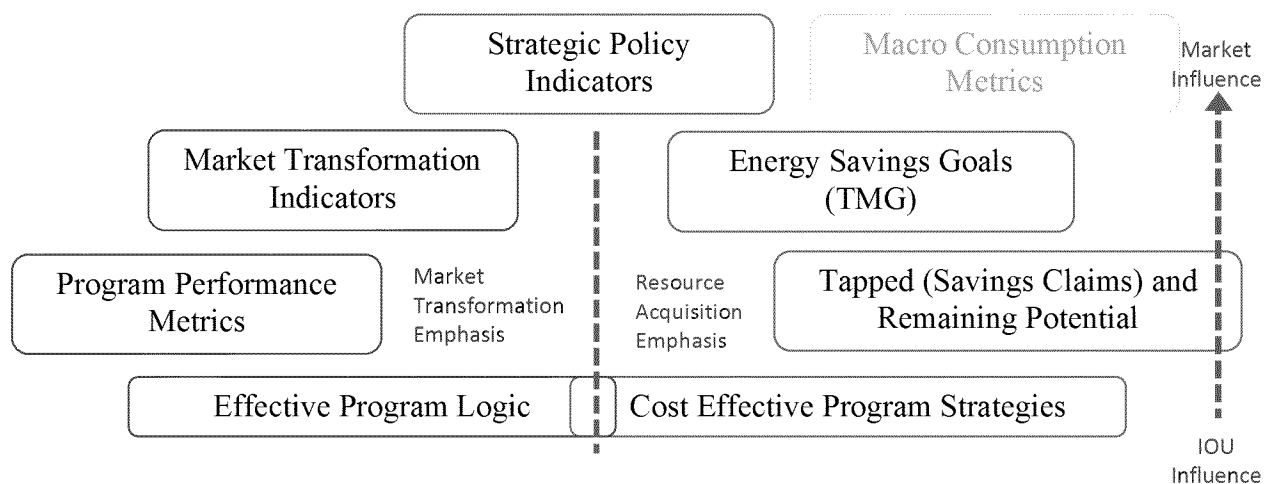 Strategic Policy
Indicators
Macro Consumption
Metrics
Market
Influence
Market Transformation
Indicators
Energy Savings Goals
(TMG)
Program Performance
Metrics
Market
Transformation
Emphasis
Resource
Acquisition
Emphasis
Tapped (Savings Claims) and
Remaining Potential
Effective Program Logic
Cost Effective Program Strategies
IOU
Influence